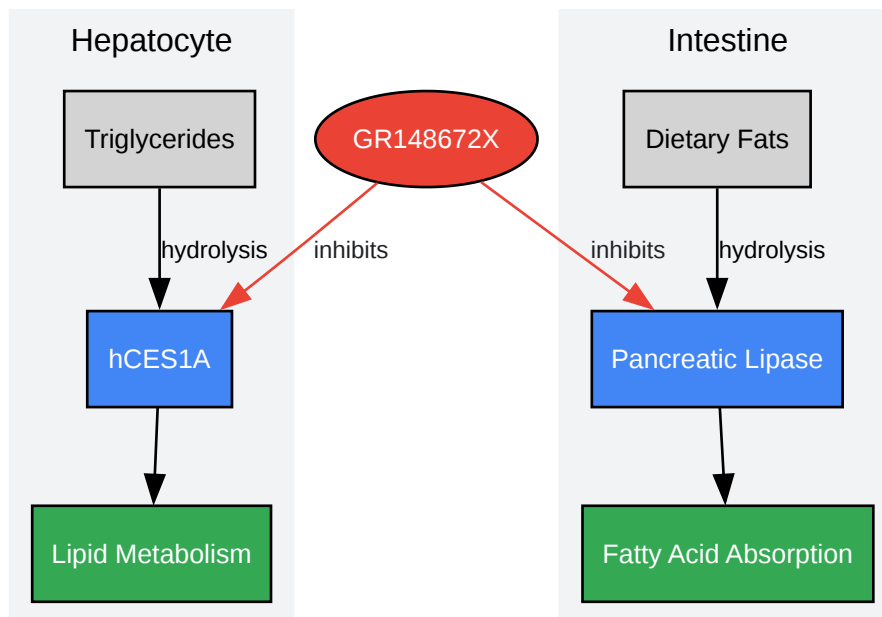 Hepatocyte
Intestine
Triglycerides
GR148672X
Dietary Fats
hydrolysis
inhibits
inhibits
hydrolysis
hCES1A
Pancreatic Lipase
Lipid Metabolism
Fatty Acid Absorption